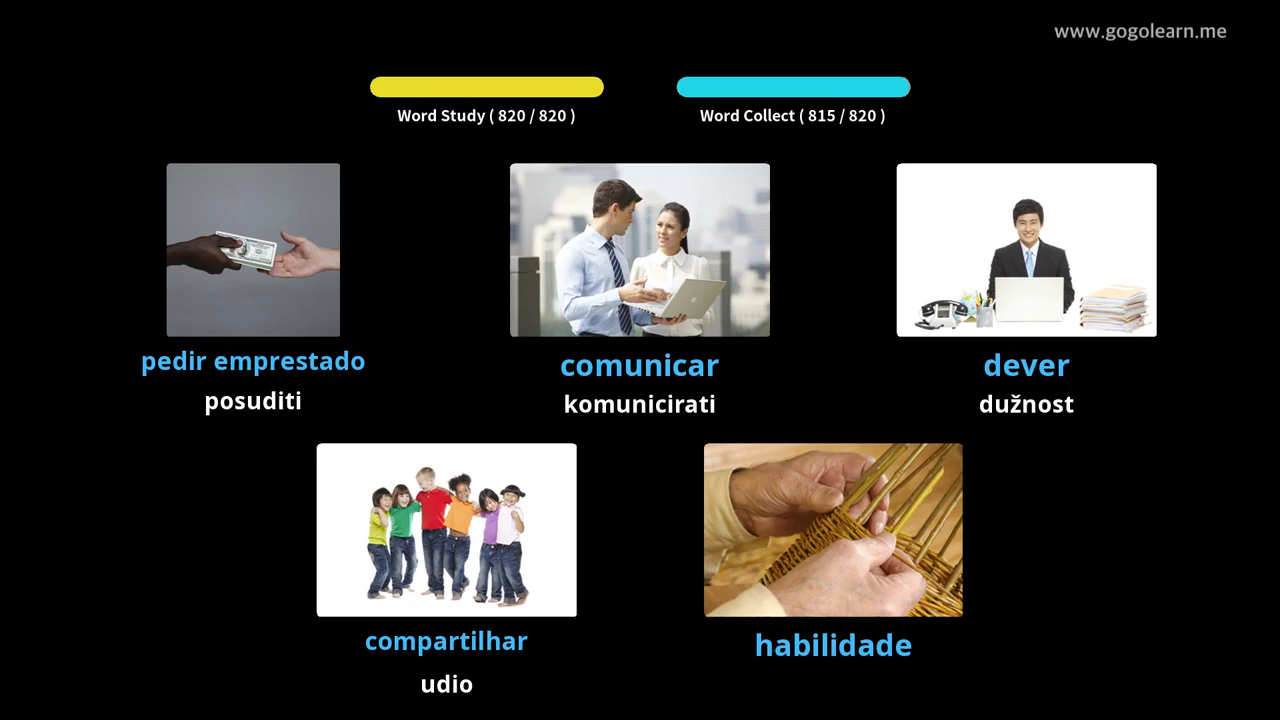 www.gogolearn.me
Word Study ( 820 / 820 )
Word Collect ( 815 / 820 )
pedir emprestado
posuditi
comunicar
komunicirati
dever
dužnost
compartilhar
udio
habilidade